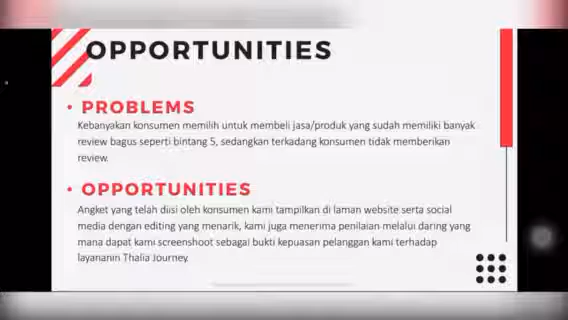 OPPORTUNITIES
• PROBLEMS
Kebanyakan konsumen memilih untuk membeli jasa/produk yang sudah memiliki banyak
review bagus seperti bintang 5, sedangkan terkadang konsumen tidak memberikan
review.
• OPPORTUNITIES
Angket yang telah diisi oleh konsumen kami tampilkan di laman website serta social
media dengan editing yang menarik, kami juga menerima penilaian melalui daring yang
mana dapat kami screenshoot sebagai bukti kepuasan pelanggan kami terhadap
layananin Thalia Journey.